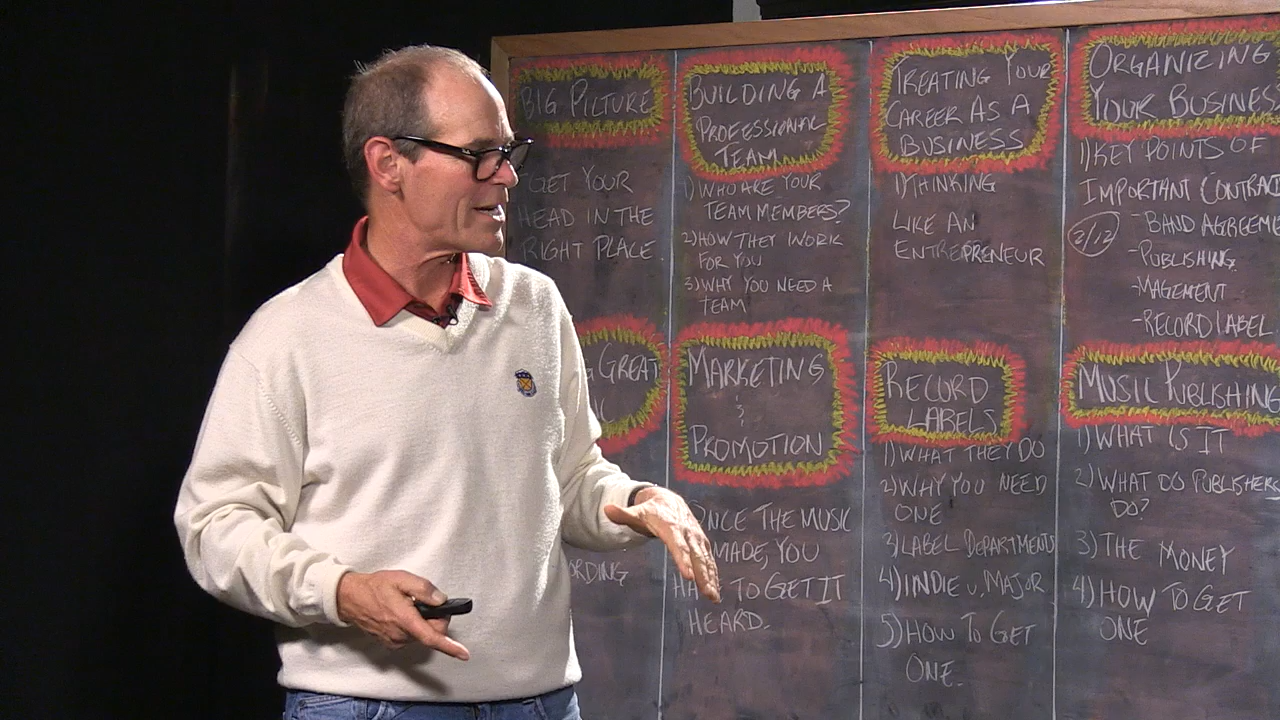 BIG PICTURE
GET YOUR
HEAD IN THE
RIGHT PLACE
BUILDING A
PROFESSIONAL
TEAM
1) WHO ARE YOUR
TEAM MEMBERS?
2) HOW THEY WORK
FOR YOU
3) WHY YOU NEED A
TEAM
TREATING YOUR
CAREER AS A
BUSINESS
1) THINKING
LIKE AN
ENTREPRENEUR
ORGANIZING
YOUR BUSINESS
1) KEY POINTS OF
IMPORTANT CONTRACT
2/12 - BAND AGREEME
- PUBLISHING
- MAGEMENT
- RECORD LABEL
GREAT
MARKETING
&
PROMOTION
ONCE THE MUSIC
MADE, YOU
TO GET IT
HEARD.
RECORD
LABELS
1) WHAT THEY DO
2) WHY YOU NEED
ONE
3) LABEL DEPARTMENTS
4) INDIE v. MAJOR
5) HOW TO GET
ONE.
MUSIC PUBLISHING
1) WHAT IS IT
2) WHAT DO PUBLISHERS
DO?
3) THE MONEY
4) HOW TO GET
ONE